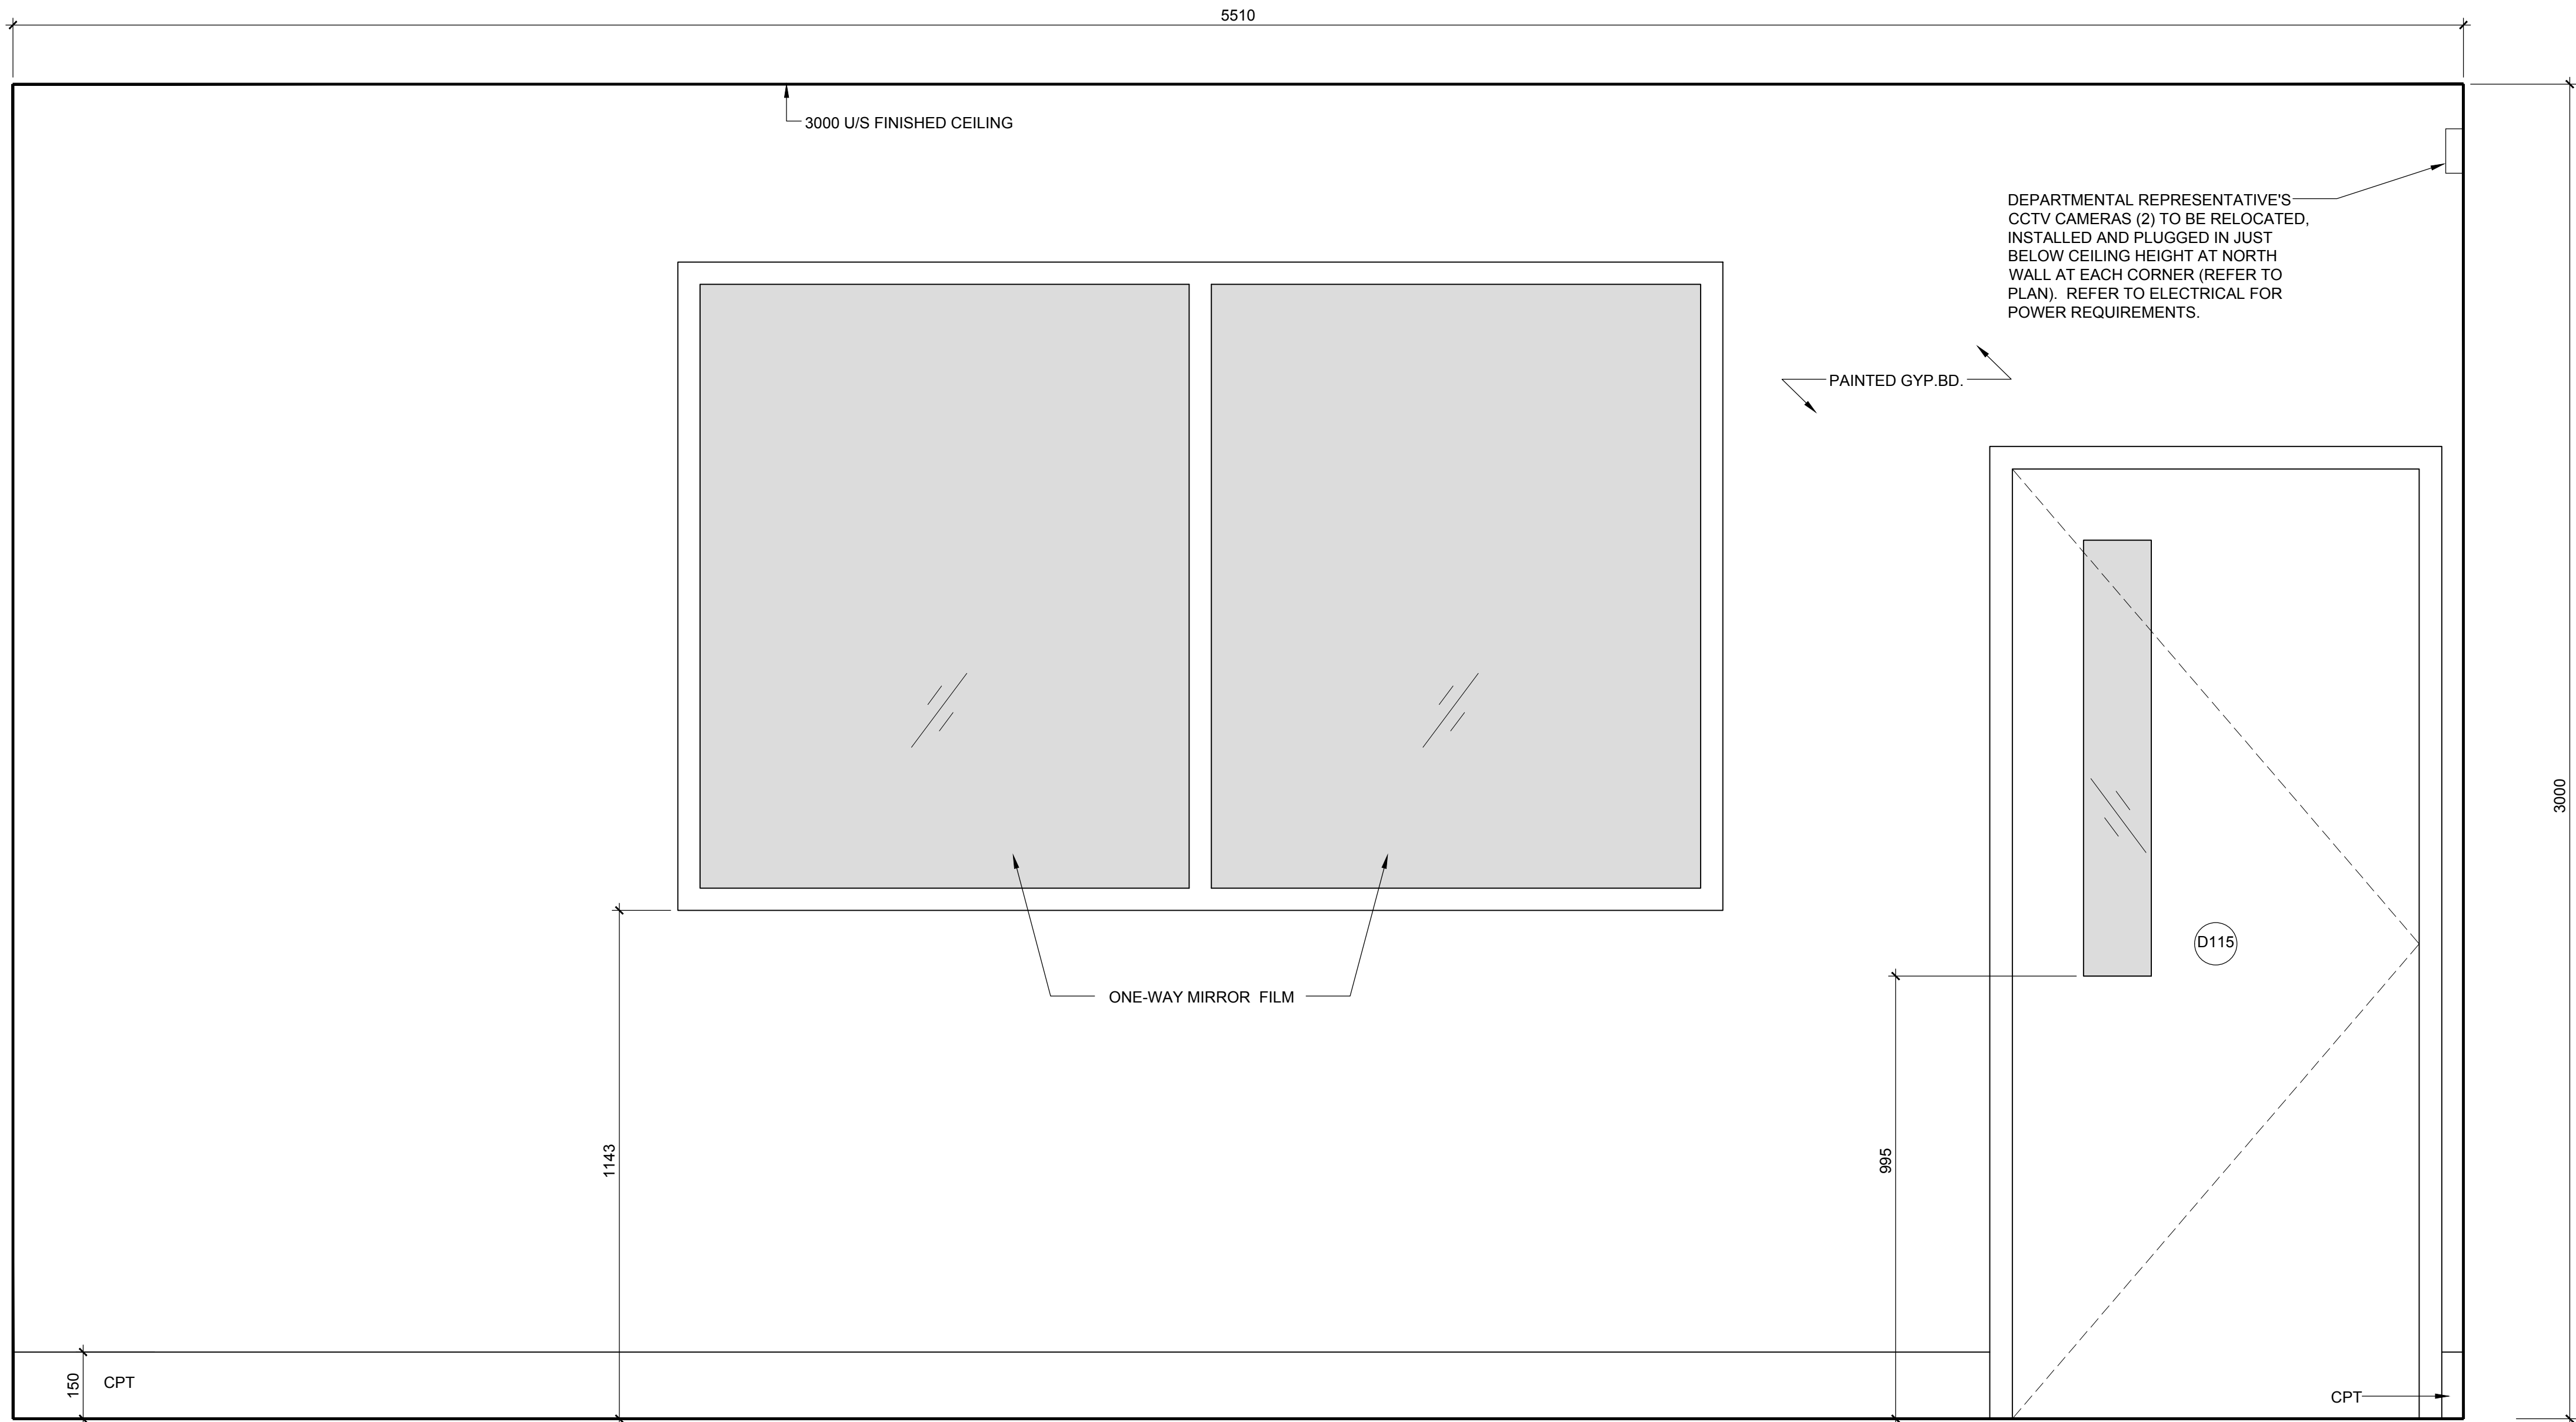 5510
3000 U/S FINISHED CEILING
DEPARTMENTAL REPRESENTATIVE'S
CCTV CAMERAS (2) TO BE RELOCATED,
INSTALLED AND PLUGGED IN JUST
BELOW CEILING HEIGHT AT NORTH
WALL AT EACH CORNER (REFER TO
PLAN).  REFER TO ELECTRICAL FOR
POWER REQUIREMENTS.
PAINTED GYP.BD.
3000
D115
ONE-WAY MIRROR  FILM
1143
995
150
CPT
CPT